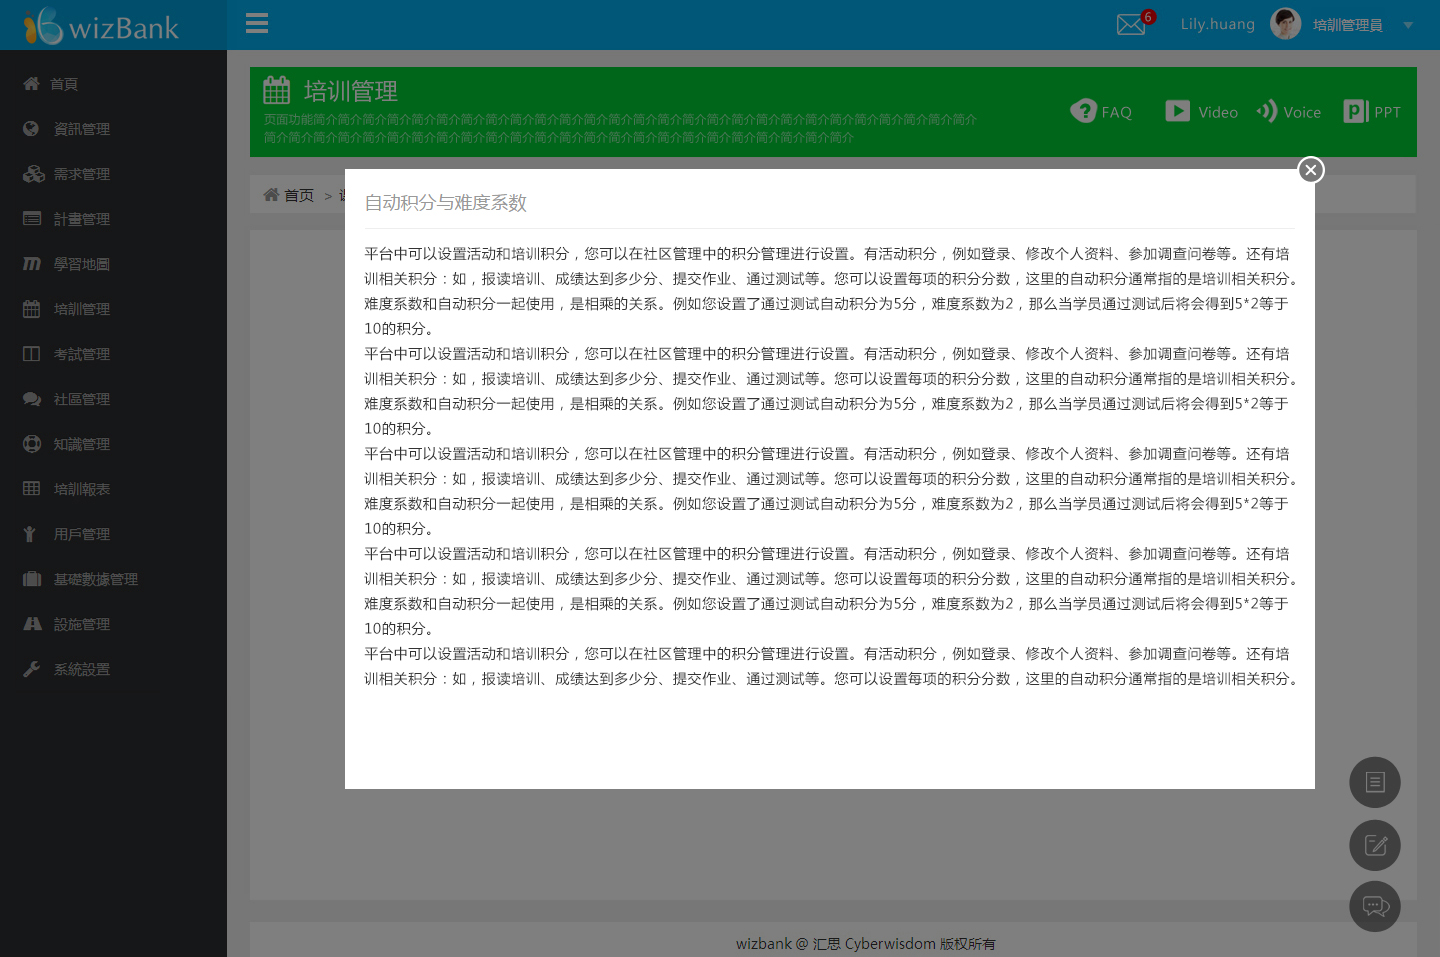 wizBank
6
Lily.huang
培訓管理員
首頁
資訊管理
需求管理
計畫管理
學習地圖
培訓管理
考試管理
社區管理
知識管理
培訓報表
用戶管理
基礎數據管理
設施管理
系統設置
培训管理
页面功能简介简介简介简介简介简介简介简介简介简介简介简介简介简介简介简介简介简介简介简介简介简介简介简介简介简介简介
简介简介简介简介简介简介简介简介简介简介简介简介简介简介简介简介简介简介简介简介简介简介简介简介
FAQ
Video
Voice
PPT
首页 >
自动积分与难度系数
平台中可以设置活动和培训积分，您可以在社区管理中的积分管理进行设置。有活动积分，例如登录、修改个人资料、参加调查问卷等。还有培
训相关积分：如，报读培训、成绩达到多少分、提交作业、通过测试等。您可以设置每项的积分分数，这里的自动积分通常指的是培训相关积分。
难度系数和自动积分一起使用，是相乘的关系。例如您设置了通过测试自动积分为5分，难度系数为2，那么当学员通过测试后将会得到5*2等于
10的积分。
平台中可以设置活动和培训积分，您可以在社区管理中的积分管理进行设置。有活动积分，例如登录、修改个人资料、参加调查问卷等。还有培
训相关积分：如，报读培训、成绩达到多少分、提交作业、通过测试等。您可以设置每项的积分分数，这里的自动积分通常指的是培训相关积分。
难度系数和自动积分一起使用，是相乘的关系。例如您设置了通过测试自动积分为5分，难度系数为2，那么当学员通过测试后将会得到5*2等于
10的积分。
平台中可以设置活动和培训积分，您可以在社区管理中的积分管理进行设置。有活动积分，例如登录、修改个人资料、参加调查问卷等。还有培
训相关积分：如，报读培训、成绩达到多少分、提交作业、通过测试等。您可以设置每项的积分分数，这里的自动积分通常指的是培训相关积分。
难度系数和自动积分一起使用，是相乘的关系。例如您设置了通过测试自动积分为5分，难度系数为2，那么当学员通过测试后将会得到5*2等于
10的积分。
平台中可以设置活动和培训积分，您可以在社区管理中的积分管理进行设置。有活动积分，例如登录、修改个人资料、参加调查问卷等。还有培
训相关积分：如，报读培训、成绩达到多少分、提交作业、通过测试等。您可以设置每项的积分分数，这里的自动积分通常指的是培训相关积分。
难度系数和自动积分一起使用，是相乘的关系。例如您设置了通过测试自动积分为5分，难度系数为2，那么当学员通过测试后将会得到5*2等于
10的积分。
平台中可以设置活动和培训积分，您可以在社区管理中的积分管理进行设置。有活动积分，例如登录、修改个人资料、参加调查问卷等。还有培
训相关积分：如，报读培训、成绩达到多少分、提交作业、通过测试等。您可以设置每项的积分分数，这里的自动积分通常指的是培训相关积分。
wizbank @ 汇思 Cyberwisdom 版权所有